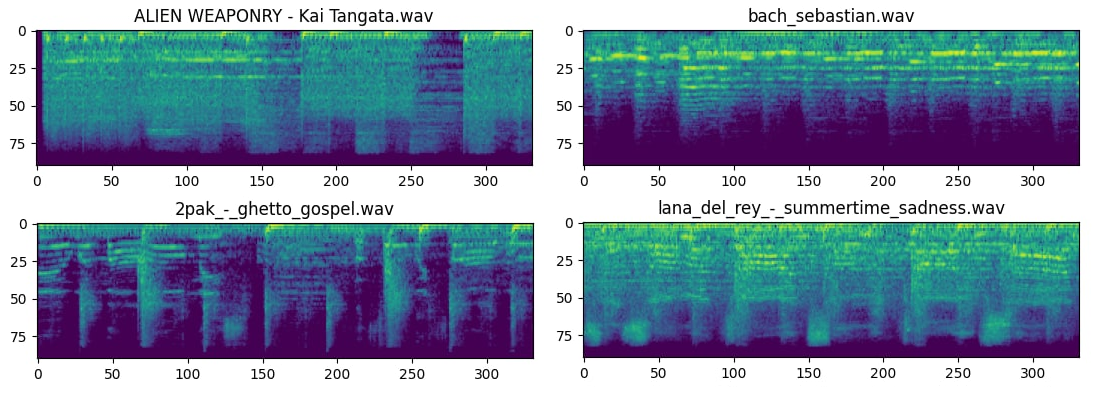 ALIEN WEAPONRY - Kai Tangata.wav
0
25
50
75
0 50 100 150 200 250 300
bach_sebastian.wav
0
25
50
75
0 50 100 150 200 250 300
2pak_-_ghetto_gospel.wav
0
25
50
75
0 50 100 150 200 250 300
lana_del_rey_-_summertime_sadness.wav
0
25
50
75
0 50 100 150 200 250 300